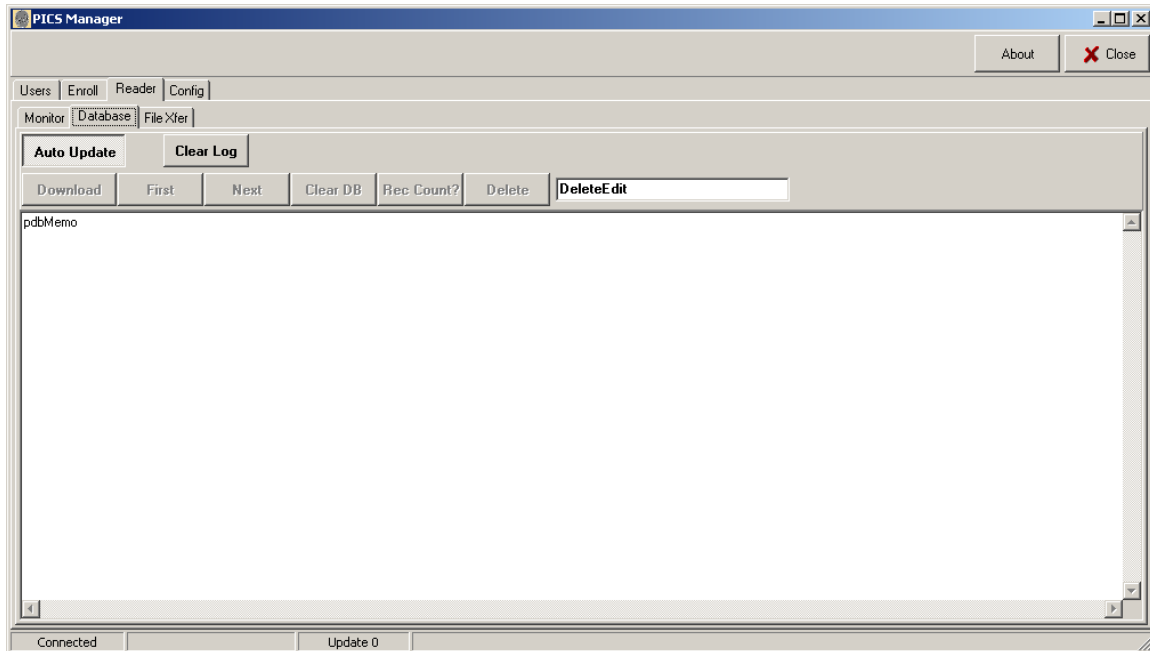 PICS Manager
About Close
Users Enroll Reader Config
Monitor Database File Xfer
Auto Update Clear Log
Download First Next Clear DB Rec Count? Delete DeleteEdit
pdbMemo
Connected Update 0